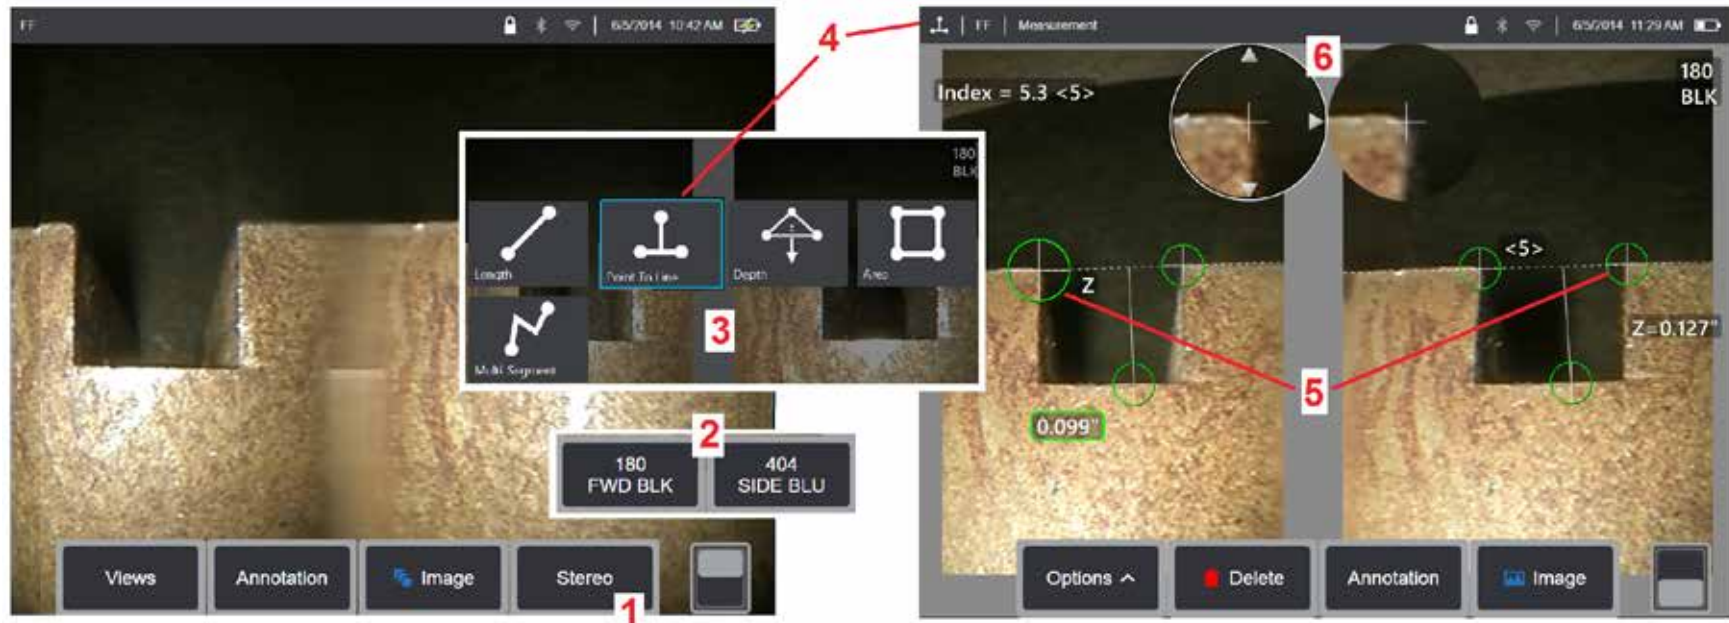 FF
6/5/2014 10:42 AM
4
FF
Measurement
6/5/2014 11:29 AM
6
Index = 5.3 <5>
180
BLK
180
BLK
Length
Point To Line
Depth
Area
3
Multi-Segment
<5>
Z
Z=0.127"
5
0.099"
2
180
FWD BLK
404
SIDE BLU
Views
Annotation
Image
Stereo
1
Options
Delete
Annotation
Image